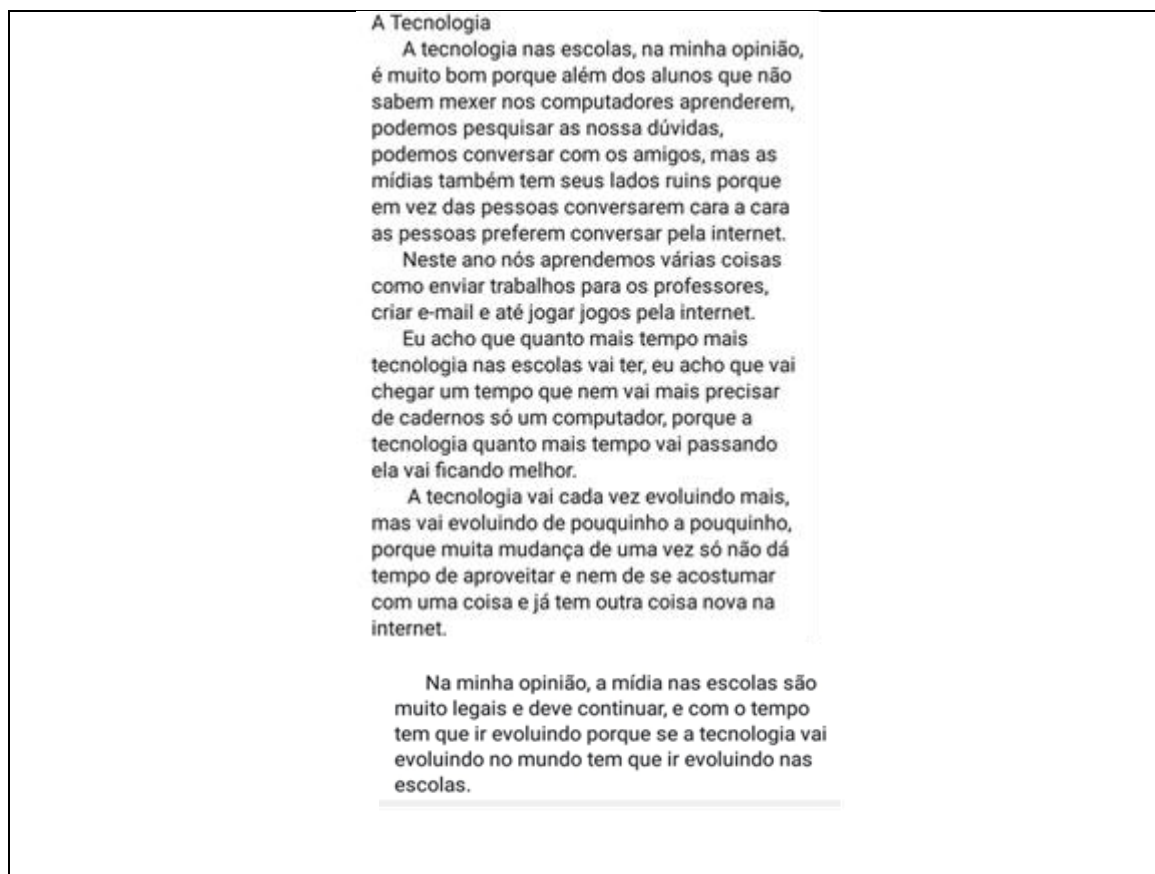 A Tecnologia
A tecnologia nas escolas, na minha opinião,
é muito bom porque além dos alunos que não
sabem mexer nos computadores aprenderem,
podemos pesquisar as nossa dúvidas,
podemos conversar com os amigos, mas as
mídias também tem seus lados ruins porque
em vez das pessoas conversarem cara a cara
as pessoas preferem conversar pela internet.
Neste ano nós aprendemos várias coisas
como enviar trabalhos para os professores,
criar e-mail e até jogar jogos pela internet.
Eu acho que quanto mais tempo mais
tecnologia nas escolas vai ter, eu acho que vai
chegar um tempo que nem vai mais precisar
de cadernos só um computador, porque a
tecnologia quanto mais tempo vai passando
ela vai ficando melhor.
A tecnologia vai cada vez evoluindo mais,
mas vai evoluindo de pouquinho a pouquinho,
porque muita mudança de uma vez só não dá
tempo de aproveitar e nem de se acostumar
com uma coisa e já tem outra coisa nova na
internet.
Na minha opinião, a mídia nas escolas são
muito legais e deve continuar, e com o tempo
tem que ir evoluindo porque se a tecnologia vai
evoluindo no mundo tem que ir evoluindo nas
escolas.